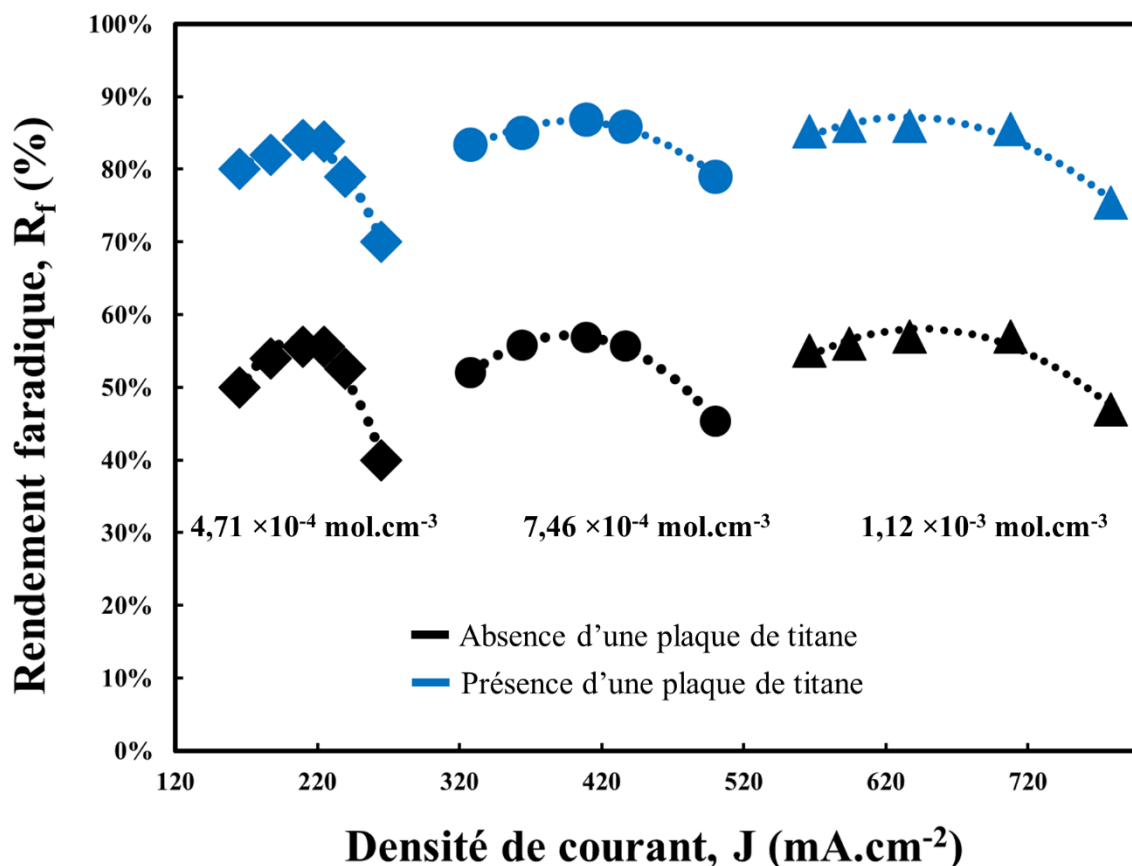 Rendement faradique, R_f (%)
100%
90%
80%
70%
60%
50%
40%
30%
20%
10%
0%
4,71 ×10⁻⁴ mol.cm⁻³
7,46 ×10⁻⁴ mol.cm⁻³
1,12 ×10⁻³ mol.cm⁻³
Absence d’une plaque de titane
Présence d’une plaque de titane
120 220 320 420 520 620 720
Densité de courant, J (mA.cm⁻²)